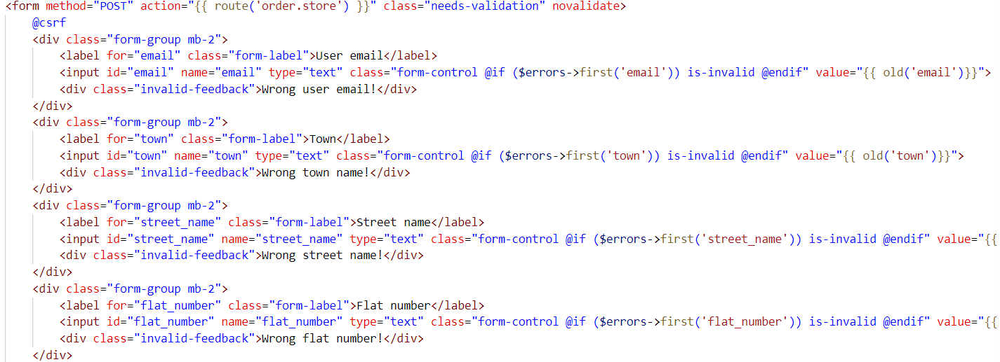 <form method="POST" action="{{ route('order.store') }}" class="needs-validation" novalidate>
@csrf
<div class="form-group mb-2">
<label for="email" class="form-label">User email</label>
<input id="email" name="email" type="text" class="form-control @if ($errors->first('email')) is-invalid @endif" value="{{ old('email')}}">
<div class="invalid-feedback">Wrong user email!</div>
</div>
<div class="form-group mb-2">
<label for="town" class="form-label">Town</label>
<input id="town" name="town" type="text" class="form-control @if ($errors->first('town')) is-invalid @endif" value="{{ old('town')}}">
<div class="invalid-feedback">Wrong town name!</div>
</div>
<div class="form-group mb-2">
<label for="street_name" class="form-label">Street name</label>
<input id="street_name" name="street_name" type="text" class="form-control @if ($errors->first('street_name')) is-invalid @endif" value="{{
<div class="invalid-feedback">Wrong street name!</div>
</div>
<div class="form-group mb-2">
<label for="flat_number" class="form-label">Flat number</label>
<input id="flat_number" name="flat_number" type="text" class="form-control @if ($errors->first('flat_number')) is-invalid @endif" value="{{
<div class="invalid-feedback">Wrong flat number!</div>
</div>